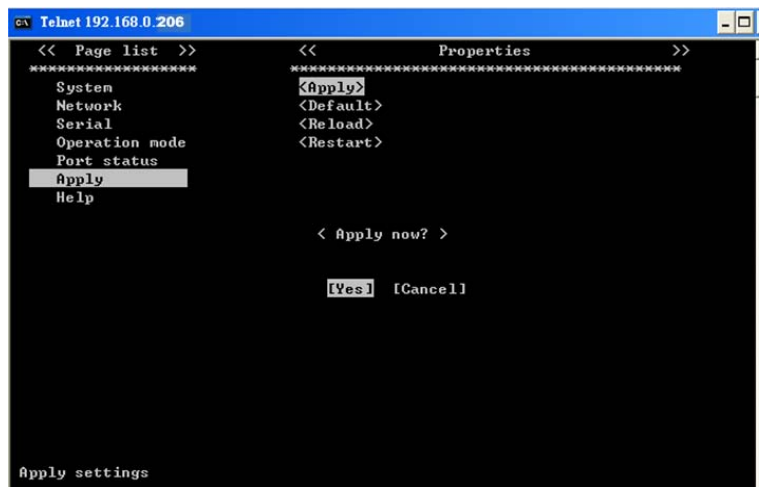 Telnet 192.168.0.206
<< Page list >>
******************
System
Network
Serial
Operation mode
Port status
Apply
Help
<< Properties >>
******************************************
<Apply>
<Default>
<Reload>
<Restart>
< Apply now? >
[Yes] [Cancel]
Apply settings